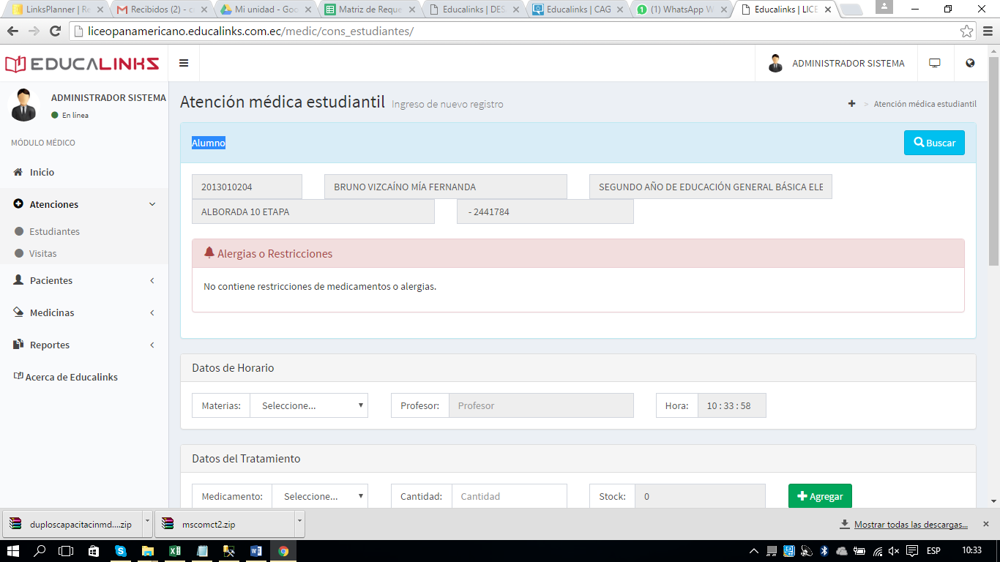 LinksPlanner | Re
Recibidos (2) - c
Mi unidad - Goo
Matriz de Reque
Educalinks | DES
Educalinks | CAG
(1) WhatsApp W
Educalinks | LICE
liceopanamericano.educalinks.com.ec/medic/cons_estudiantes/
EDUCALINKS
ADMINISTRADOR SISTEMA
ADMINISTRADOR SISTEMA
En línea
MÓDULO MÉDICO
Inicio
Atenciones
Estudiantes
Visitas
Pacientes
Medicinas
Reportes
Acerca de Educalinks
Atención médica estudiantil Ingreso de nuevo registro
> Atención médica estudiantil
Alumno
Buscar
2013010204 BRUNO VIZCAÍNO MÍA FERNANDA SEGUNDO AÑO DE EDUCACIÓN GENERAL BÁSICA ELE
ALBORADA 10 ETAPA - 2441784
Alergias o Restricciones
No contiene restricciones de medicamentos o alergias.
Datos de Horario
Materias: Seleccione... Profesor: Profesor Hora: 10 : 33 : 58
Datos del Tratamiento
Medicamento: Seleccione... Cantidad: Cantidad Stock: 0 Agregar
duploscapacitacinmd....zip
mscomct2.zip
Mostrar todas las descargas...
ESP
10:33